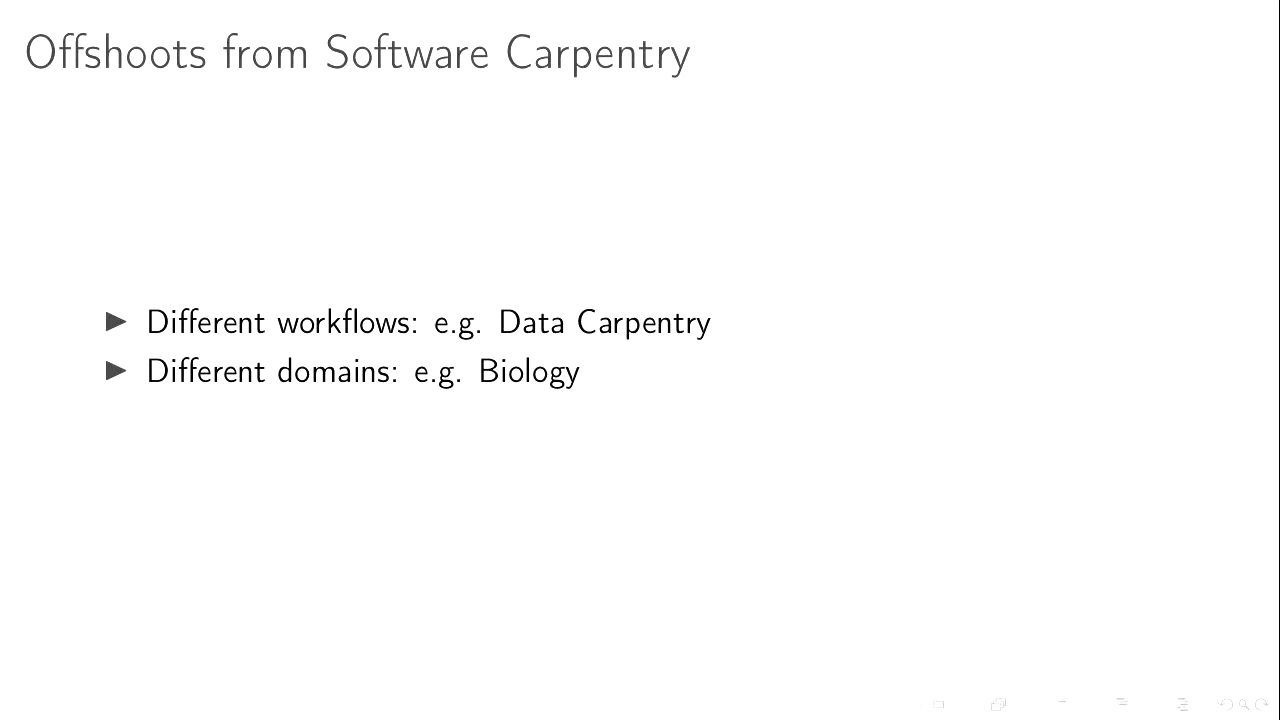 Offshoots from Software Carpentry
Different workflows: e.g. Data Carpentry
Different domains: e.g. Biology